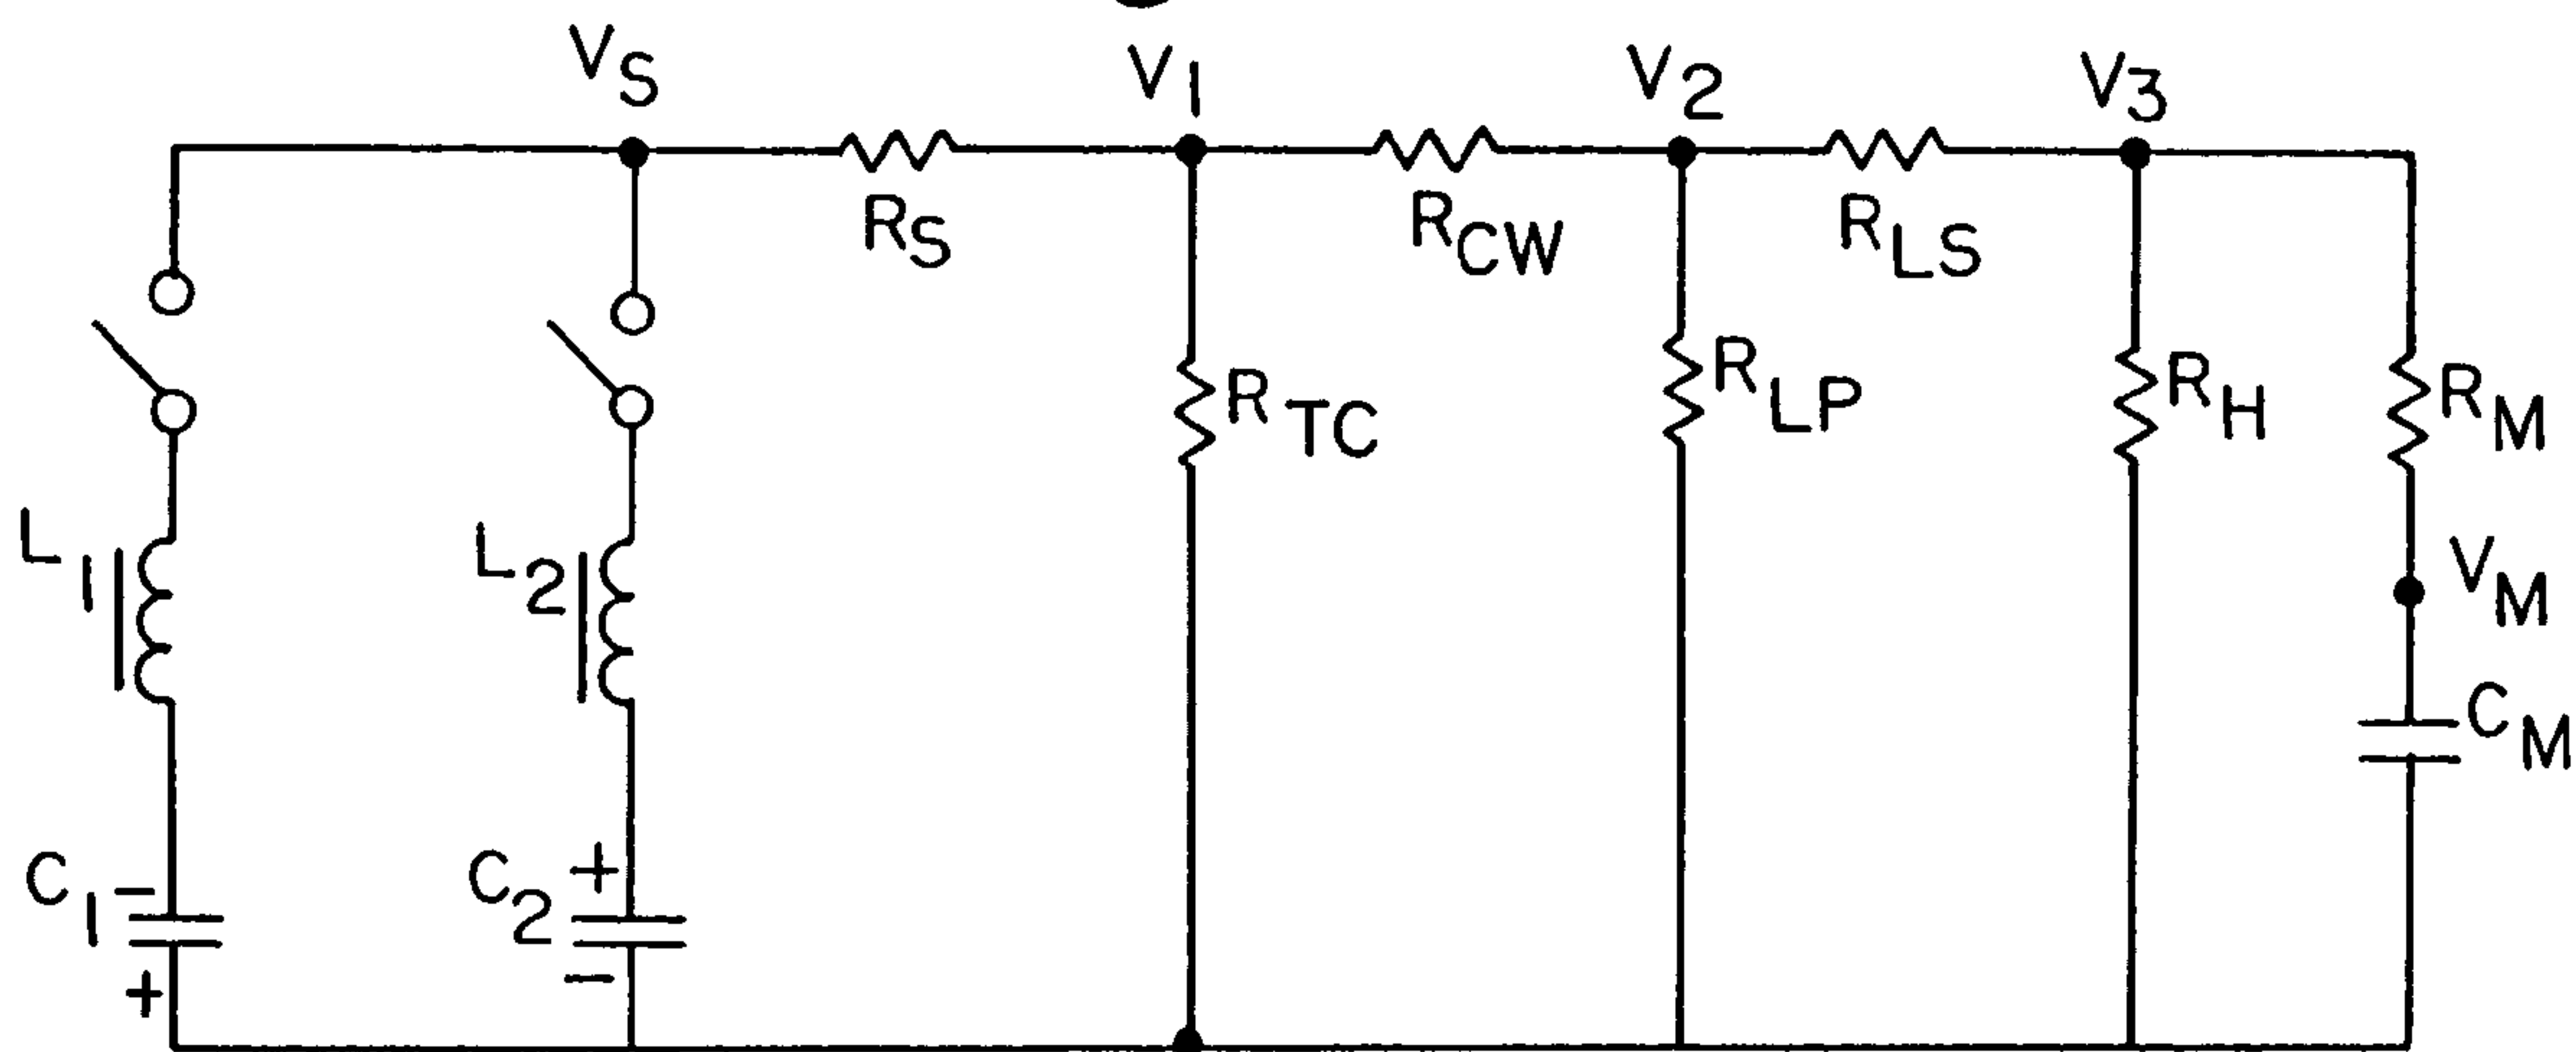 VS
V1
V2
V3
RS
RCW
RLS
RTC
RLP
RH
RM
L1
L2
VM
CM
C1
−
+
C2
+
−